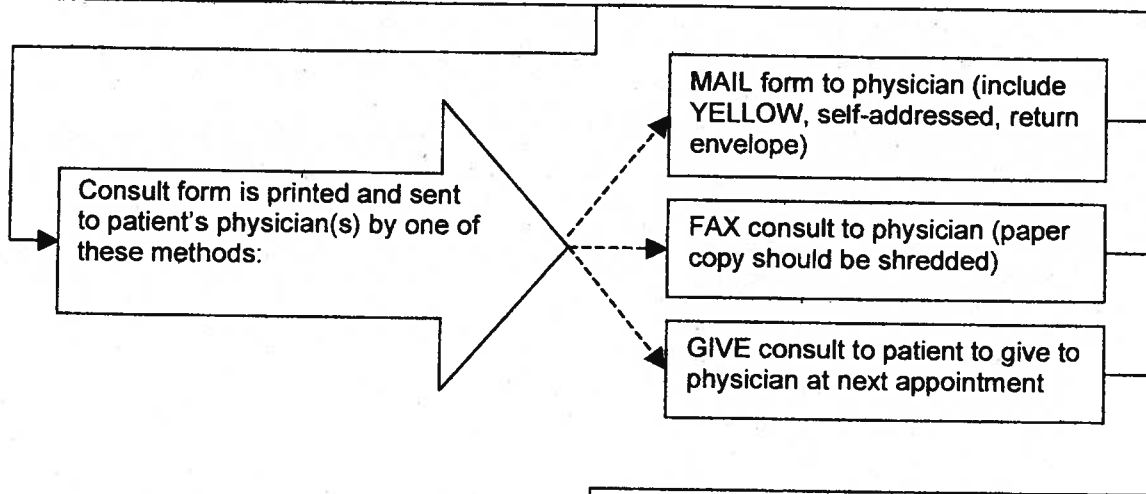 Consult form is printed and sent
to patient's physician(s) by one of
these methods:
MAIL form to physician (include
YELLOW, self-addressed, return
envelope)
FAX consult to physician (paper
copy should be shredded)
GIVE consult to patient to give to
physician at next appointment